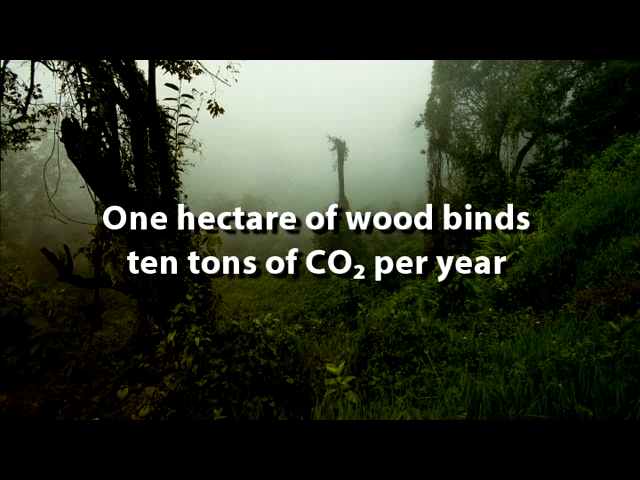 One hectare of wood binds
ten tons of CO₂ per year